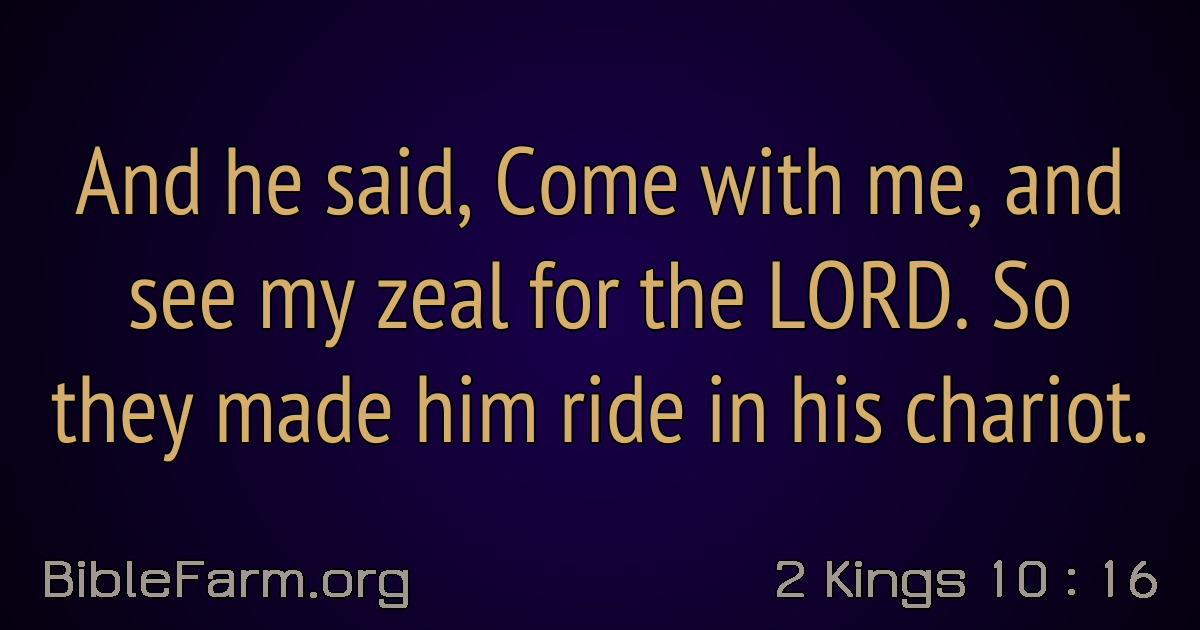 And he said, Come with me, and
see my zeal for the LORD. So
they made him ride in his chariot.
BibleFarm.org
2 Kings 10 : 16